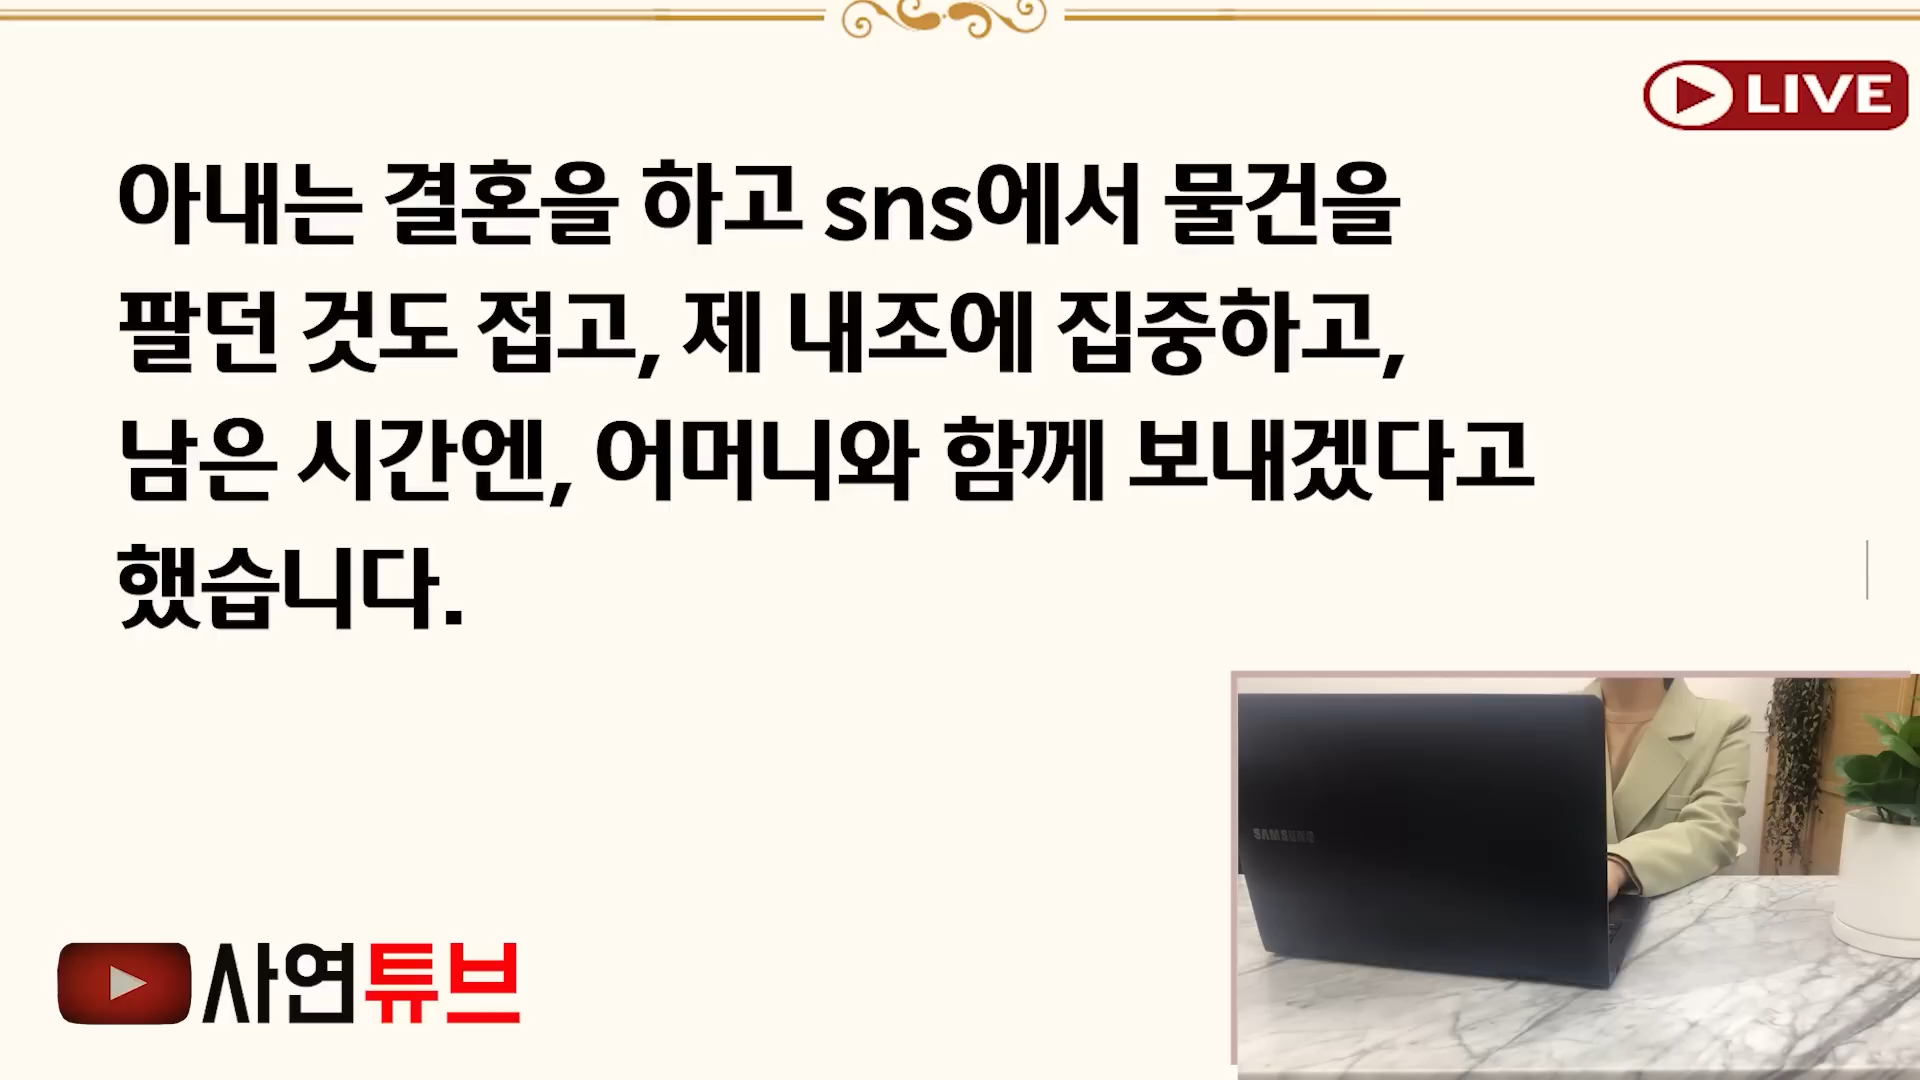 LIVE
아내는 결혼을 하고 sns에서 물건을
팔던 것도 접고, 제 내조에 집중하고,
남은 시간엔, 어머니와 함께 보내겠다고
했습니다.
SAMSUNG
사연튜브